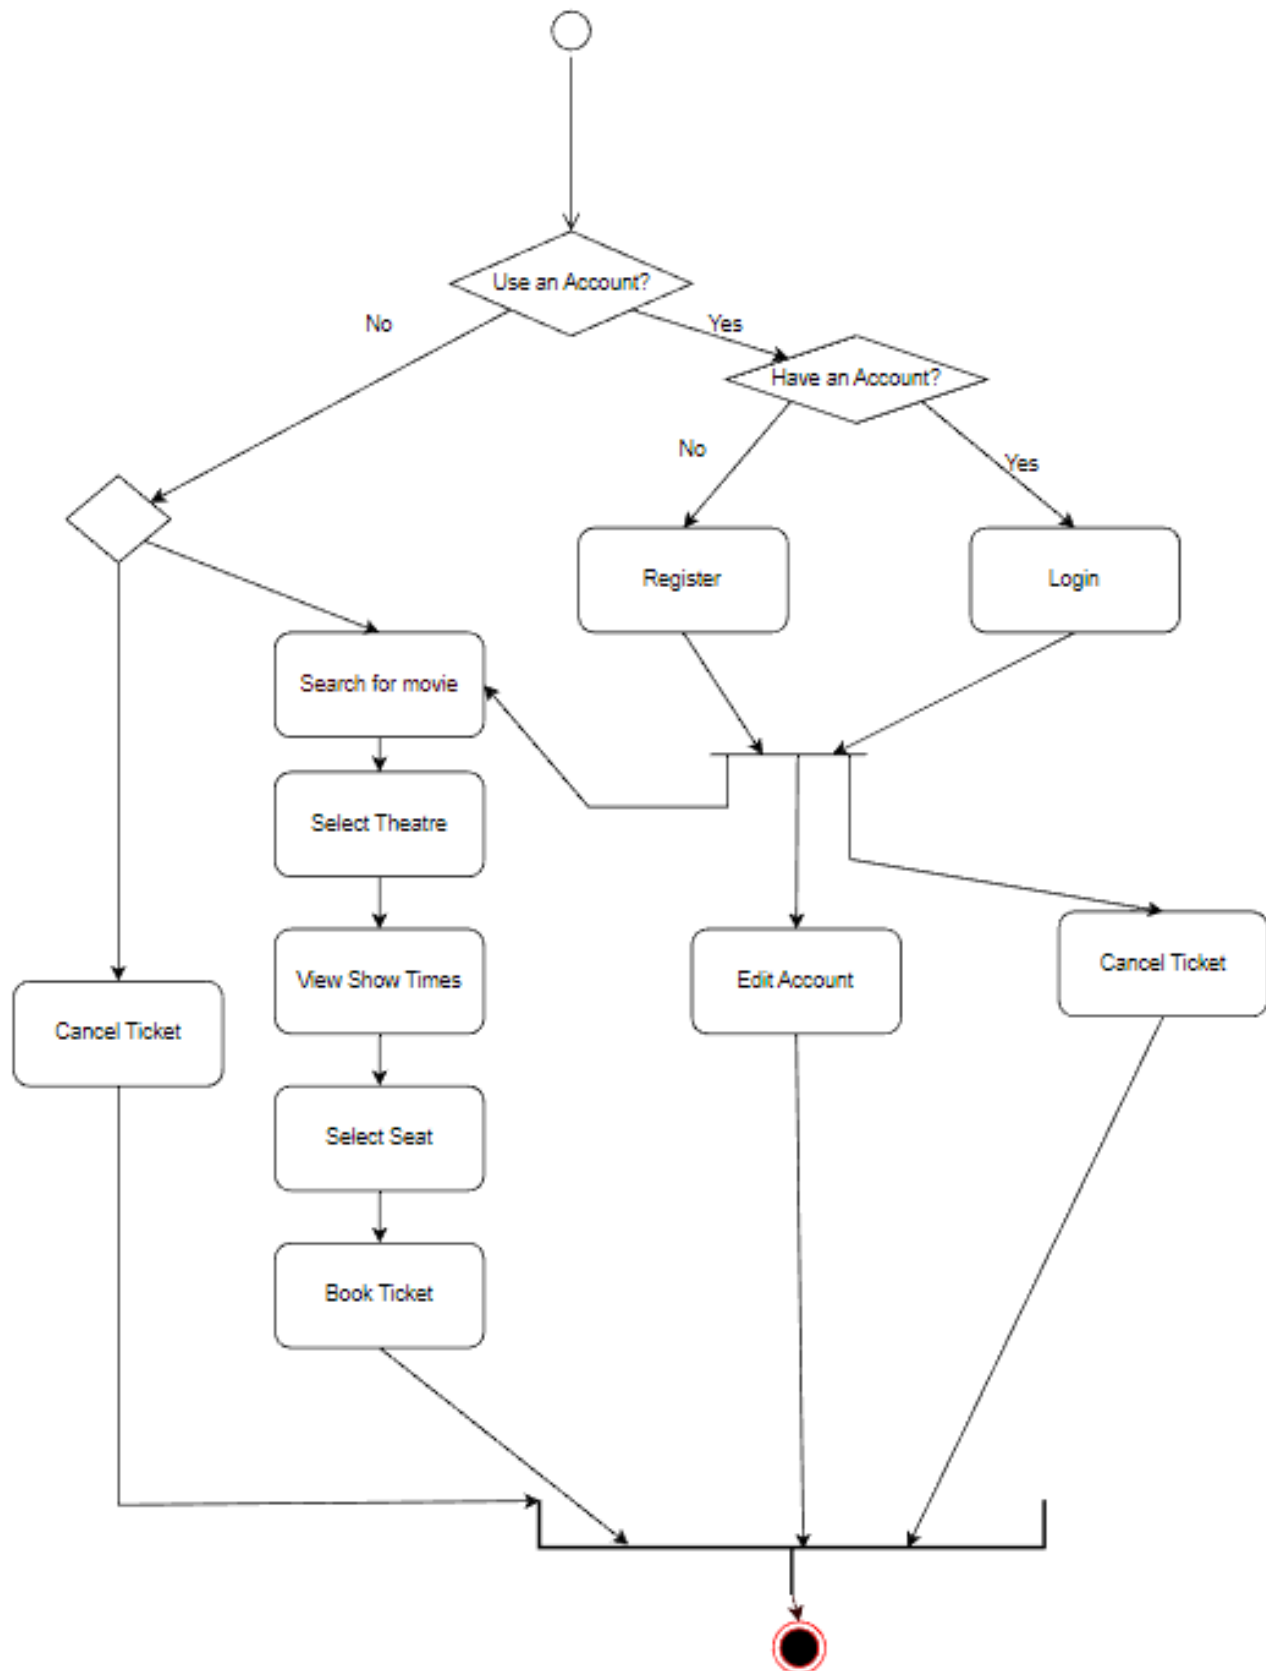 Use an Account?
No
Yes
Have an Account?
No
Yes
Register
Login
Search for movie
Select Theatre
View Show Times
Edit Account
Cancel Ticket
Cancel Ticket
Select Seat
Book Ticket